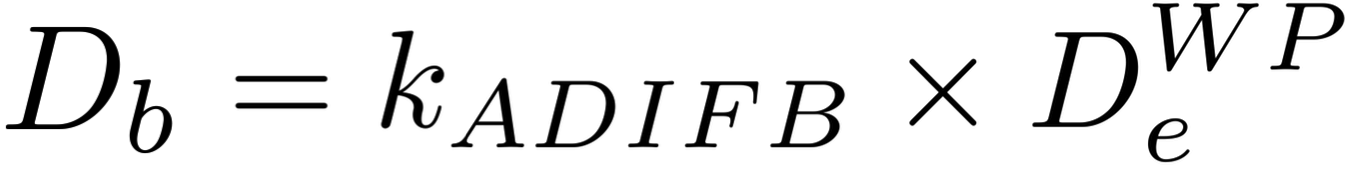 D_b = k_{ADIFB} × D_e^{WP}